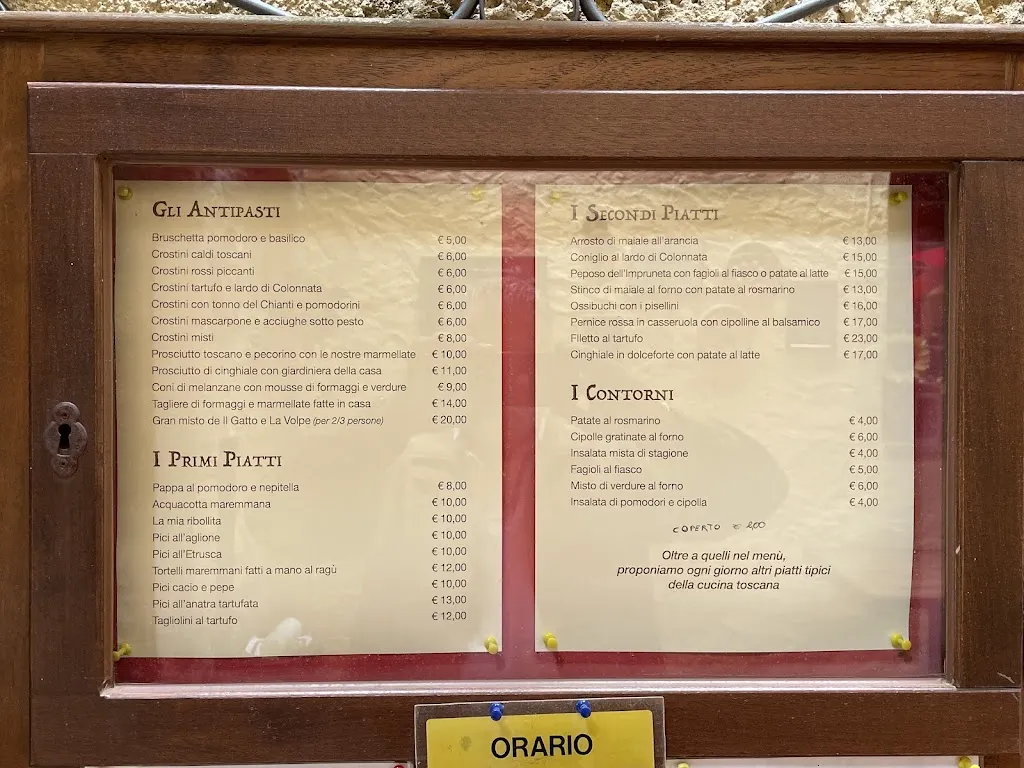 GLI ANTIPASTI
Bruschetta pomodoro e basilico € 5,00
Crostini caldi toscani € 6,00
Crostini rossi piccanti € 6,00
Crostini tartufo e lardo di Colonnata € 6,00
Crostini con tonno del Chianti e pomodorini € 6,00
Crostini mascarpone e acciughe sotto pesto € 6,00
Crostini misti € 8,00
Prosciutto toscano e pecorino con le nostre marmellate € 10,00
Prosciutto di cinghiale con giardiniera della casa € 11,00
Coni di melanzane con mousse di formaggi e verdure € 9,00
Tagliere di formaggi e marmellate fatte in casa € 14,00
Gran misto de Il Gatto e La Volpe (per 2/3 persone) € 20,00
I PRIMI PIATTI
Pappa al pomodoro e nepitella € 8,00
Acquacotta maremmana € 10,00
La mia ribollita € 10,00
Pici all'aglione € 10,00
Pici all'Etrusca € 10,00
Tortelli maremmani fatti a mano al ragù € 12,00
Pici cacio e pepe € 10,00
Pici all'anatra tartufata € 13,00
Tagliolini al tartufo € 12,00
I SECONDI PIATTI
Arrosto di maiale all'arancia € 13,00
Coniglio al lardo di Colonnata € 15,00
Peposo dell'Impruneta con fagioli al fiasco o patate al latte € 15,00
Stinco di maiale al forno con patate al rosmarino € 13,00
Ossibuchi con i pisellini € 16,00
Pernice rossa in casseruola con cipolline al balsamico € 17,00
FIletto al tartufo € 23,00
Cinghiale in dolceforte con patate al latte € 17,00
I CONTORNI
Patate al rosmarino € 4,00
Cipolle gratinate al forno € 6,00
Insalata mista di stagione € 4,00
Fagioli al fiasco € 5,00
Misto di verdure al forno € 6,00
Insalata di pomodori e cipolla € 4,00
COPERTO €
Oltre a quelli nel menù,
proponiamo ogni giorno altri piatti tipici
della cucina toscana
ORARIO